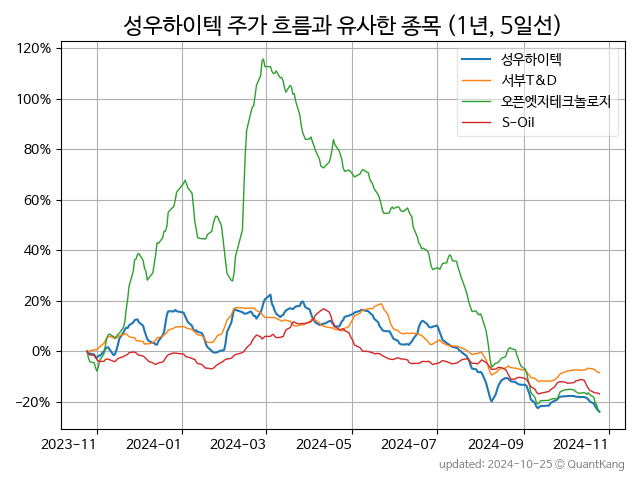 성우하이텍 주가 흐름과 유사한 종목 (1년, 5일선)
120%
100%
80%
60%
40%
20%
0%
−20%
성우하이텍
서부T&D
오픈엣지테크놀로지
S-Oil
2023-11
2024-01
2024-03
2024-05
2024-07
2024-09
2024-11
updated: 2024-10-25 © QuantKang